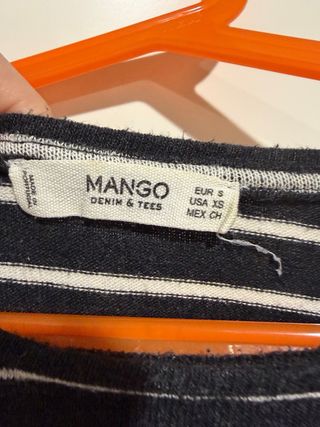 MANGO
DENIM & TEES
EUR S
USA XS
MEX CH